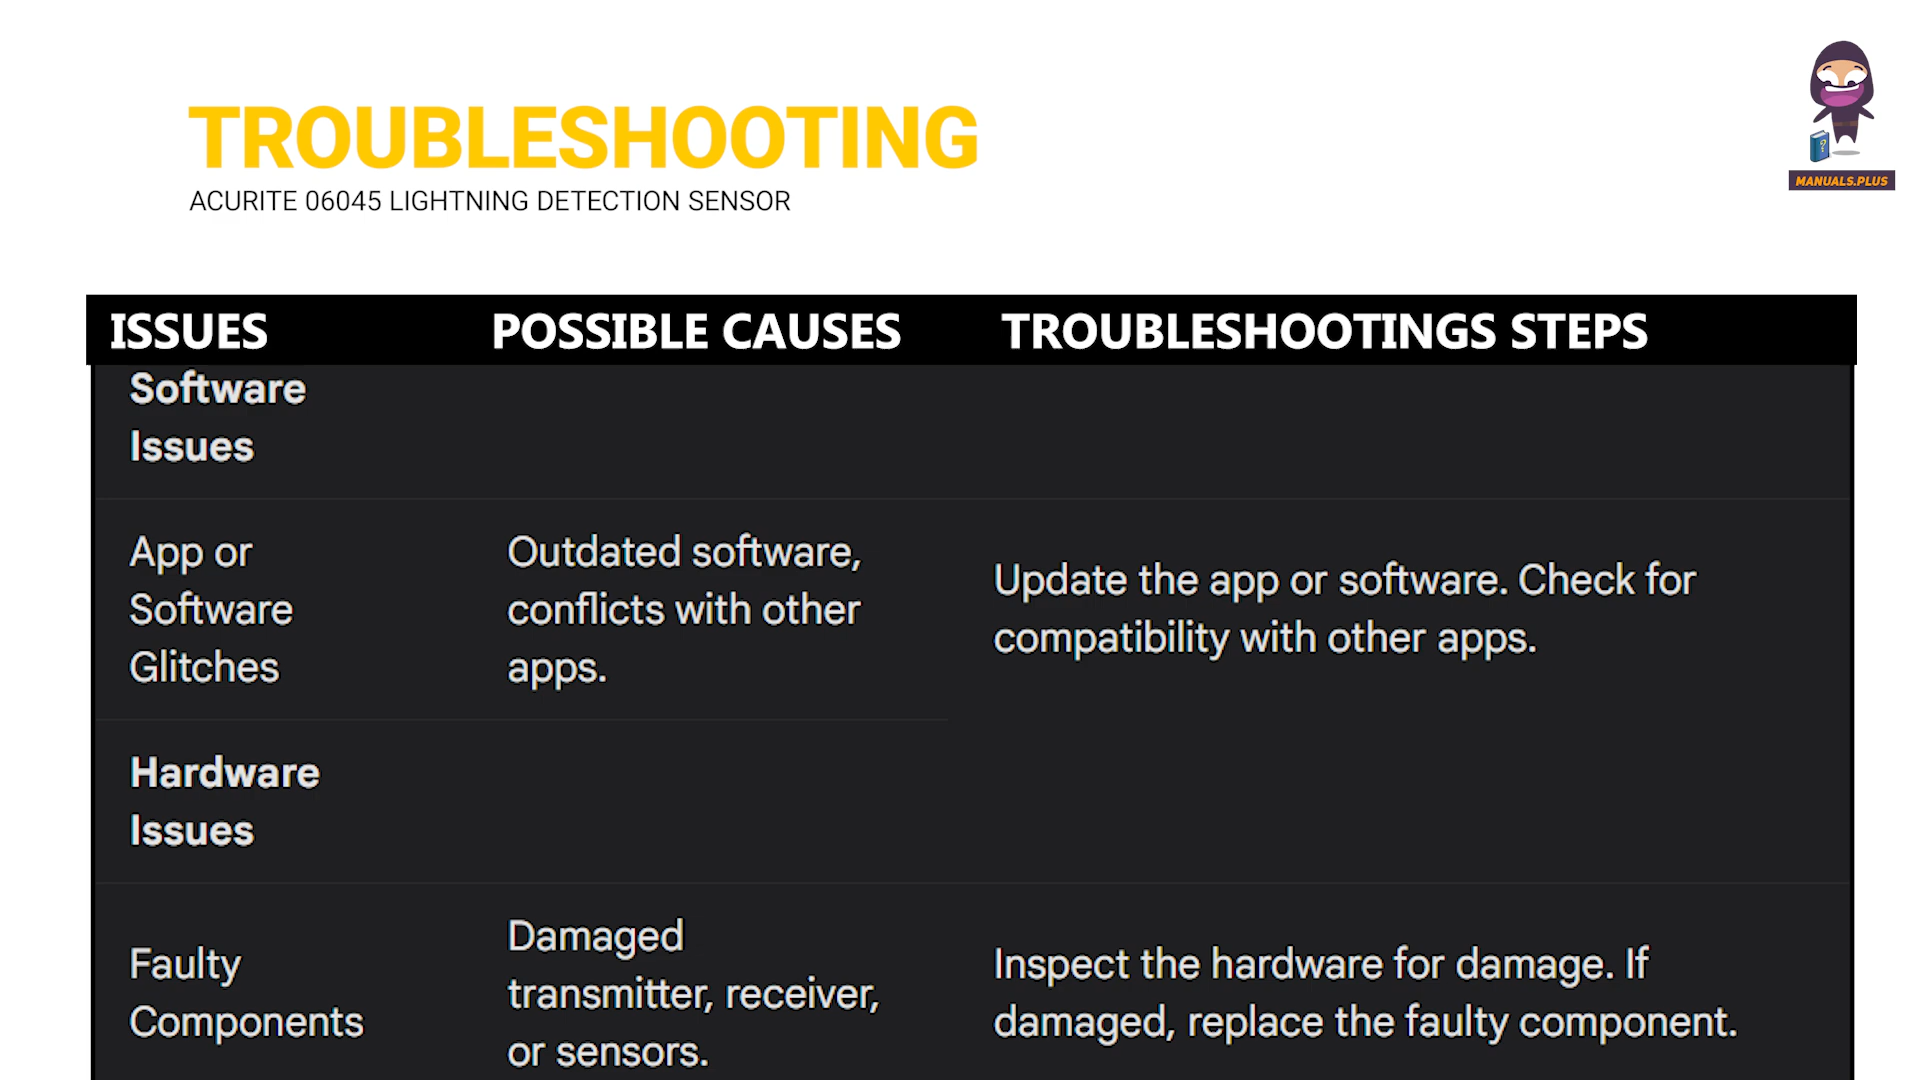 TROUBLESHOOTING
ACURITE 06045 LIGHTNING DETECTION SENSOR
?
MANUALS.PLUS
ISSUES POSSIBLE CAUSES TROUBLESHOOTINGS STEPS
Software
Issues
App or
Software
Glitches
Outdated software,
conflicts with other
apps.
Update the app or software. Check for
compatibility with other apps.
Hardware
Issues
Faulty
Components
Damaged
transmitter, receiver,
or sensors.
Inspect the hardware for damage. If
damaged, replace the faulty component.